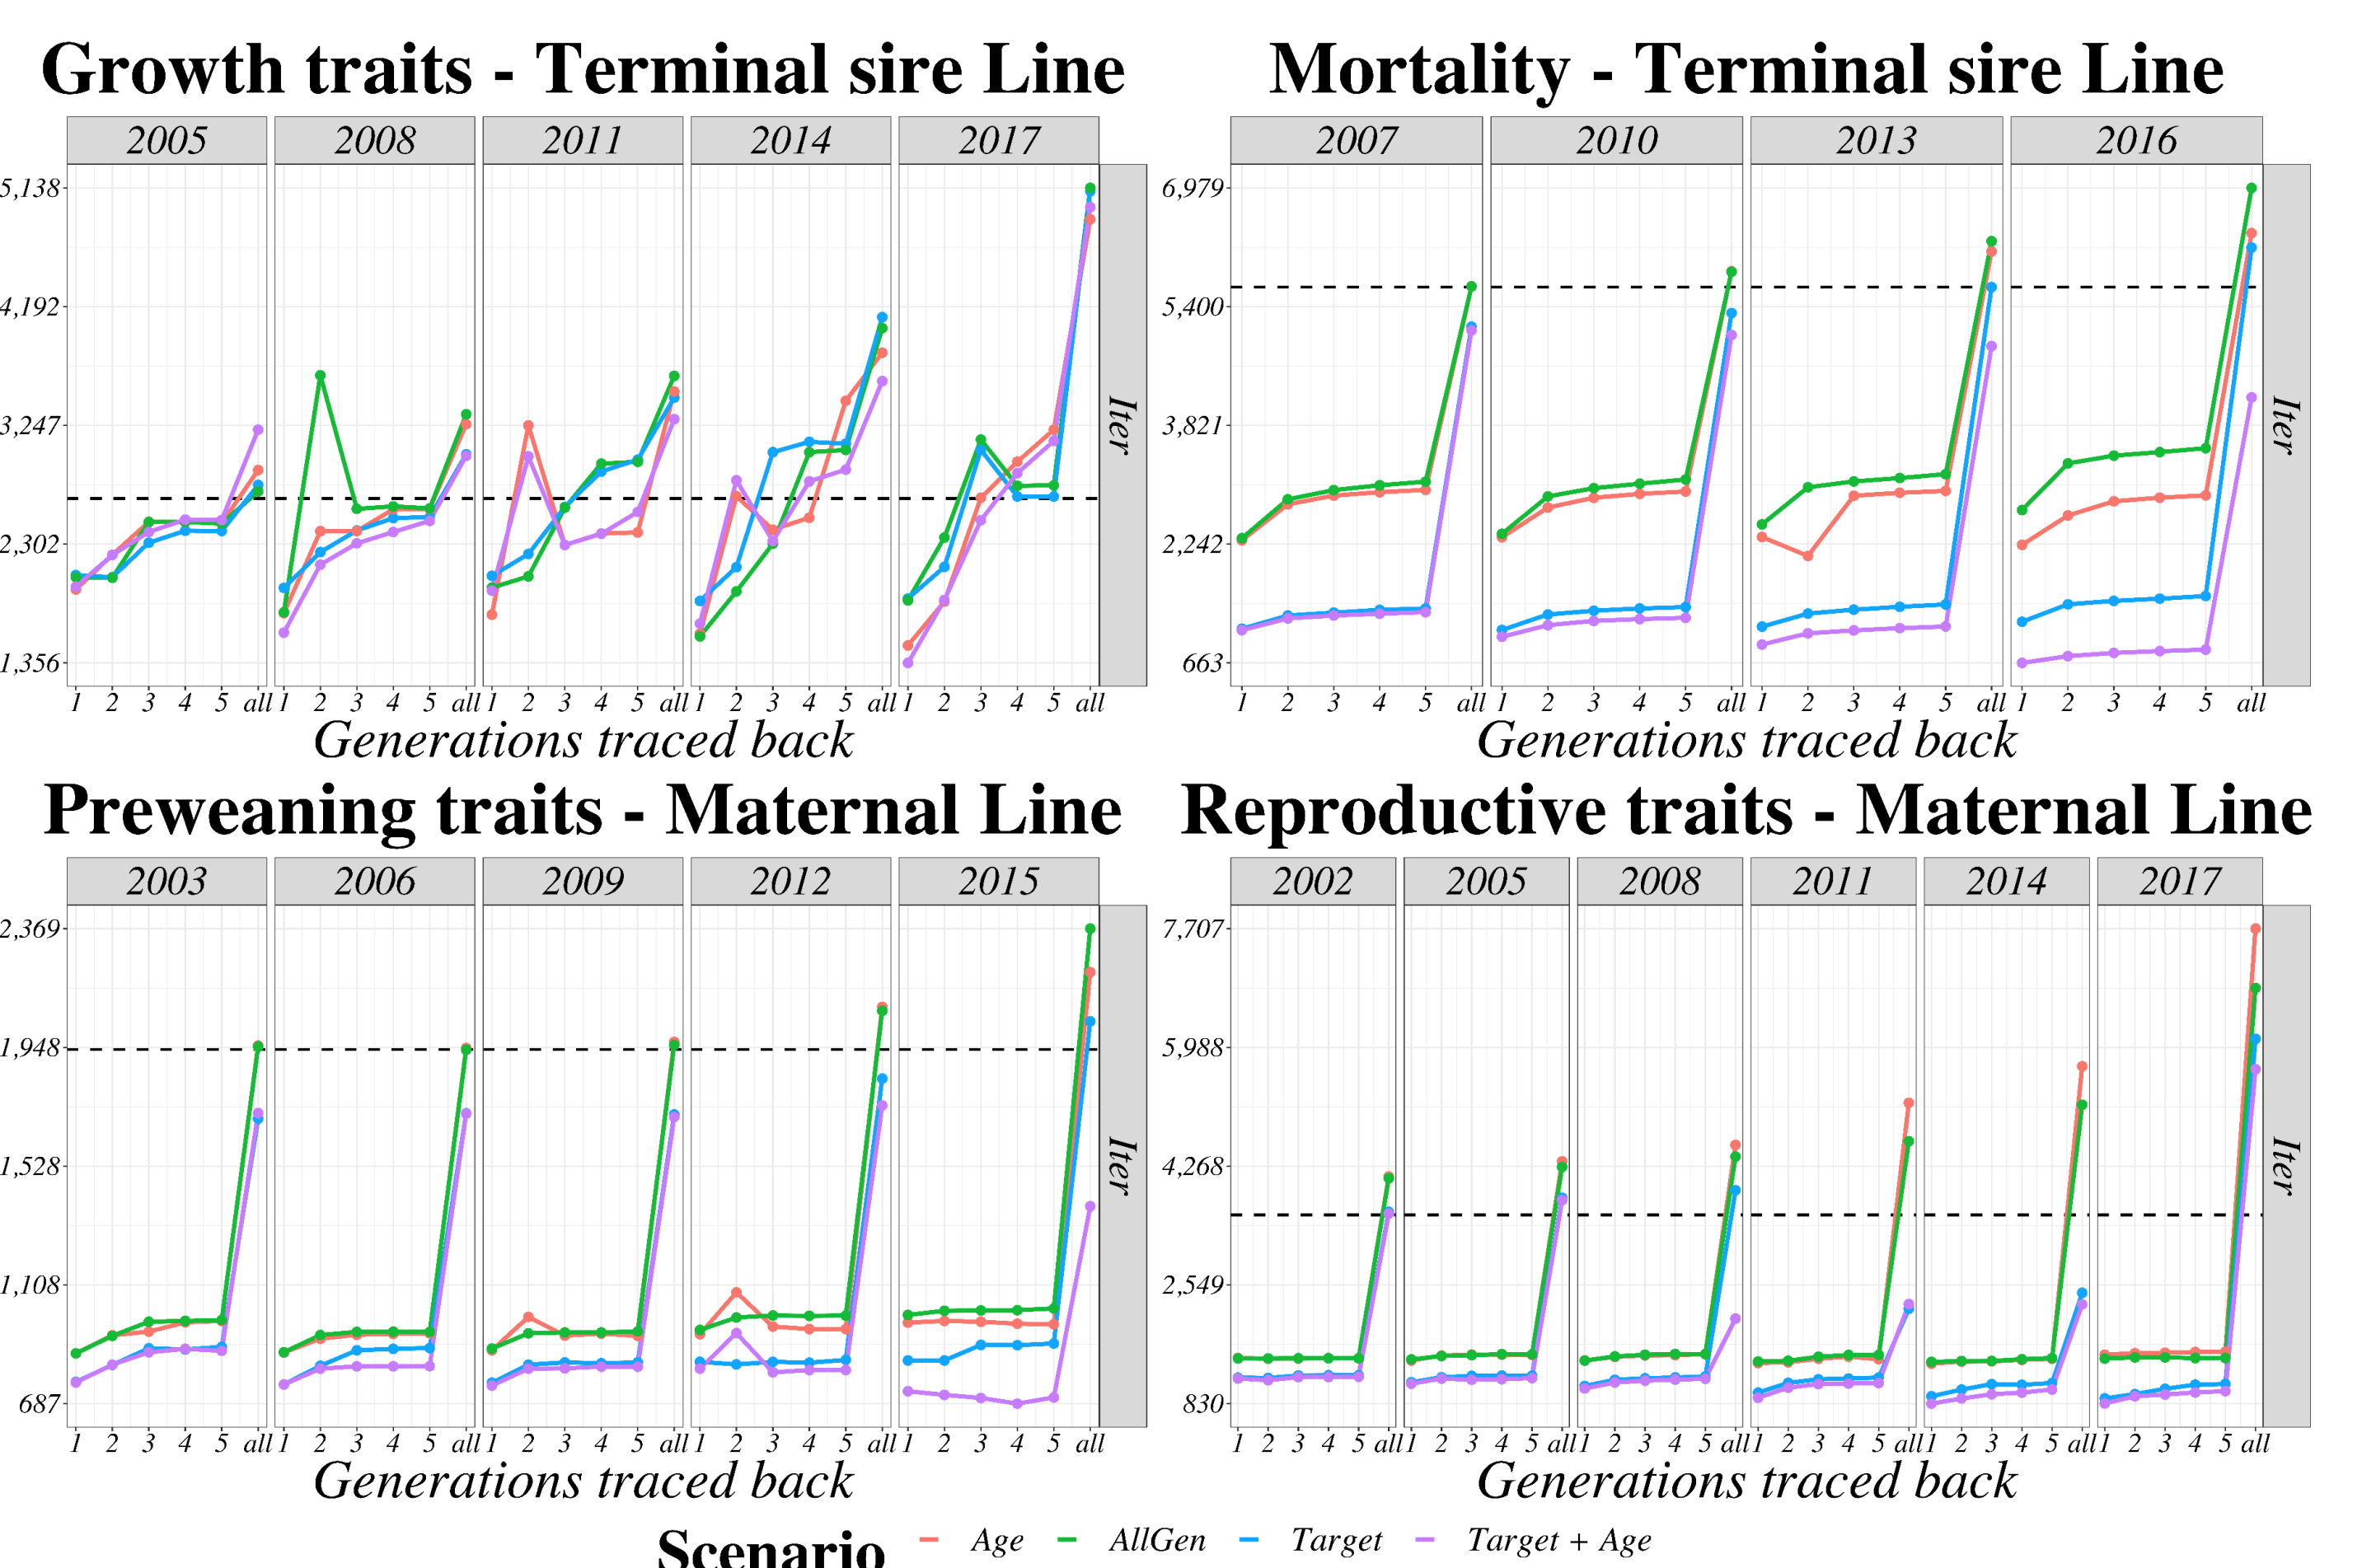 Growth traits - Terminal sire Line
2005 2008 2011 2014 2017
5,138
4,192
3,247
2,302
1,356
Iter
1 2 3 4 5 all 1 2 3 4 5 all 1 2 3 4 5 all 1 2 3 4 5 all 1 2 3 4 5 all
Generations traced back
Mortality - Terminal sire Line
2007 2010 2013 2016
6,979
5,400
3,821
2,242
663
Iter
1 2 3 4 5 all 1 2 3 4 5 all 1 2 3 4 5 all 1 2 3 4 5 all
Generations traced back
Preweaning traits - Maternal Line
2003 2006 2009 2012 2015
2,369
1,948
1,528
1,108
687
Iter
1 2 3 4 5 all 1 2 3 4 5 all 1 2 3 4 5 all 1 2 3 4 5 all 1 2 3 4 5 all
Generations traced back
Reproductive traits - Maternal Line
2002 2005 2008 2011 2014 2017
7,707
5,988
4,268
2,549
830
Iter
1 2 3 4 5 all 1 2 3 4 5 all 1 2 3 4 5 all 1 2 3 4 5 all 1 2 3 4 5 all 1 2 3 4 5 all
Generations traced back
Scenario Age AllGen Target Target + Age